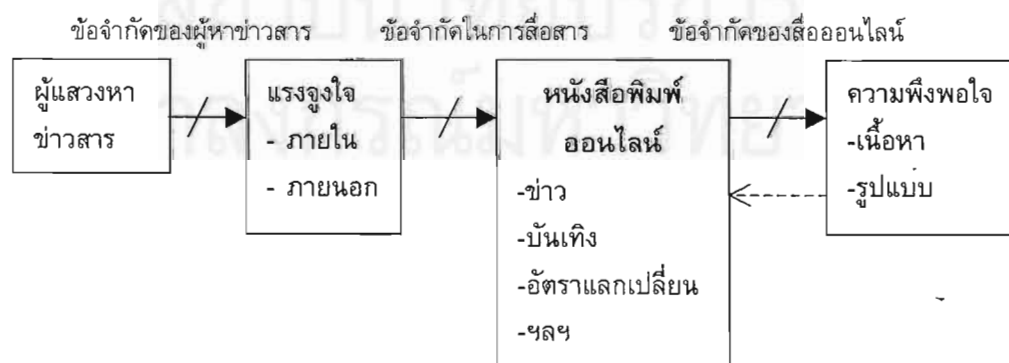 ข้อจำกัดของผู้หาข่าวสาร ข้อจำกัดในการสื่อสาร ข้อจำกัดของสื่อออนไลน์
ผู้แสวงหา
ข่าวสาร
แรงจูงใจ
- ภายใน
- ภายนอก
หนังสือพิมพ์
ออนไลน์
-ข่าว
-บันเทิง
-อัตราแลกเปลี่ยน
-ฯลฯ
ความพึงพอใจ
-เนื้อหา
-รูปแบบ